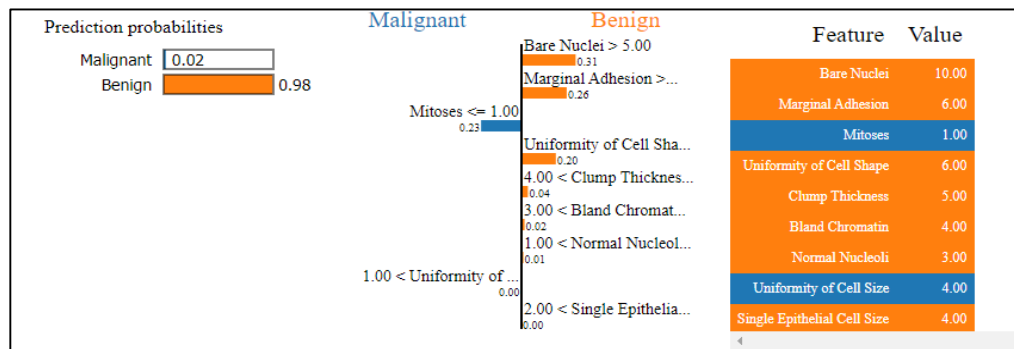 Prediction probabilities
Malignant 0.02
Benign 0.98
Malignant Benign
Bare Nuclei > 5.00
0.31
Marginal Adhesion >...
0.26
Mitoses <= 1.00
0.23
Uniformity of Cell Sha...
0.20
4.00 < Clump Thicknes...
0.04
3.00 < Bland Chromat...
0.02
1.00 < Normal Nucleol...
0.01
1.00 < Uniformity of ...
0.00
2.00 < Single Epithelia...
0.00
Feature Value
Bare Nuclei 10.00
Marginal Adhesion 6.00
Mitoses 1.00
Uniformity of Cell Shape 6.00
Clump Thickness 5.00
Bland Chromatin 4.00
Normal Nucleoli 3.00
Uniformity of Cell Size 4.00
Single Epithelial Cell Size 4.00